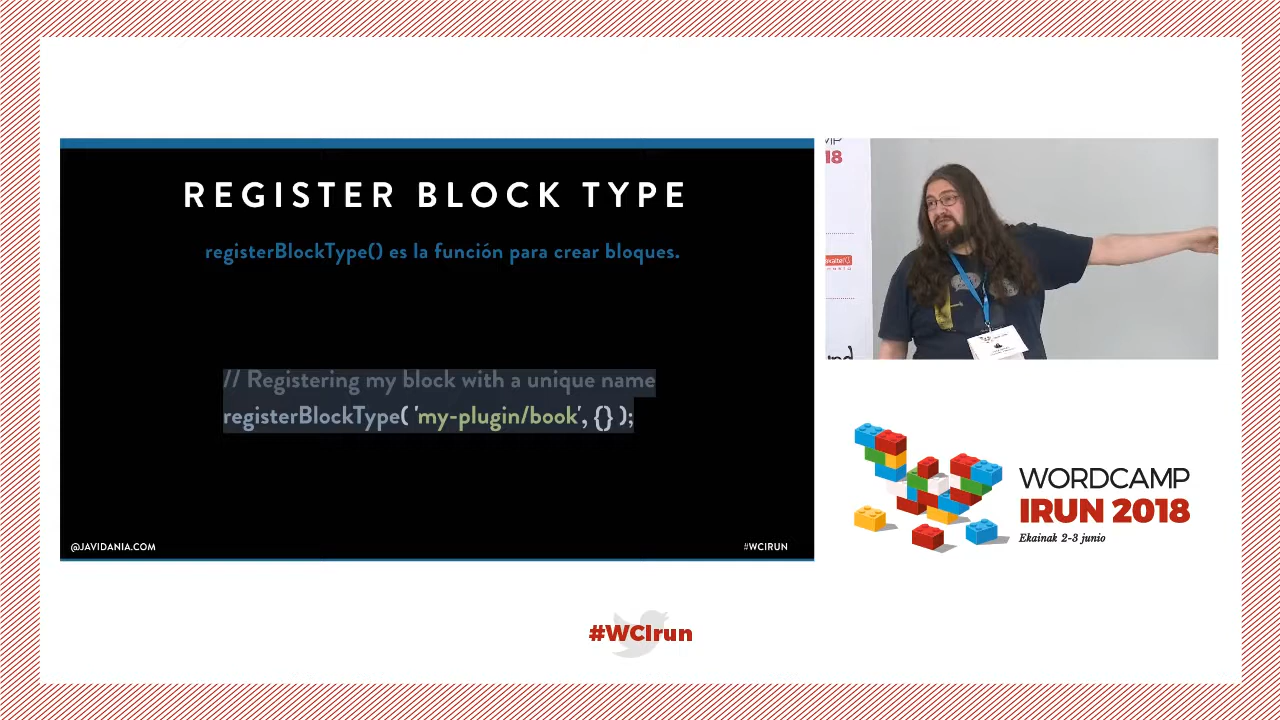 REGISTER BLOCK TYPE
registerBlockType() es la función para crear bloques.
// Registering my block with a unique name
registerBlockType( 'my-plugin/book', {} );
@JAVIDANIA.COM
#WCIRUN
18
WORDCAMP
IRUN 2018
Ekainak 2-3 junio
#WCIrun